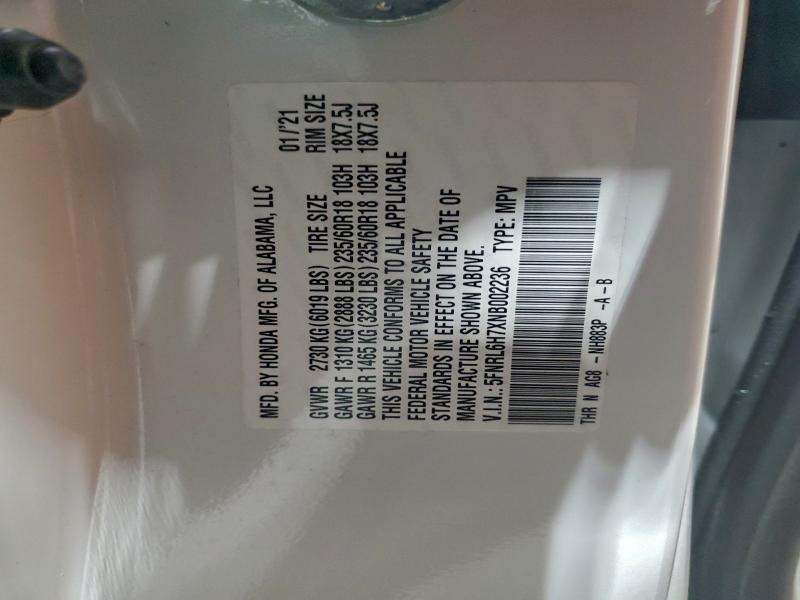 MFD. BY HONDA MFG. OF ALABAMA, LLC 01/'21
GVWR 2730 KG(6019 LBS) TIRE SIZE RIM SIZE
GAWR F 1310 KG(2888 LBS) 235/60R18 103H 18X7.5J
GAWR R 1465 KG(3230 LBS) 235/60R18 103H 18X7.5J
THIS VEHICLE CONFORMS TO ALL APPLICABLE
FEDERAL MOTOR VEHICLE SAFETY
STANDARDS IN EFFECT ON THE DATE OF
MANUFACTURE SHOWN ABOVE.
V.I.N.: 5FNRL6H7XNB002236 TYPE: MPV
THR N AG8 - NH883P -A-B